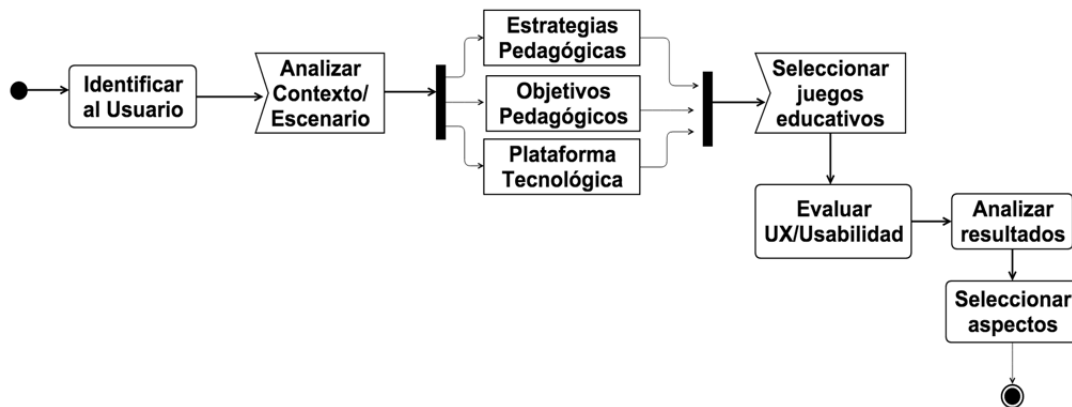 Identificar
al Usuario
Analizar
Contexto/
Escenario
Estrategias
Pedagógicas
Objetivos
Pedagógicos
Plataforma
Tecnológica
Seleccionar
juegos
educativos
Evaluar
UX/Usabilidad
Analizar
resultados
Seleccionar
aspectos